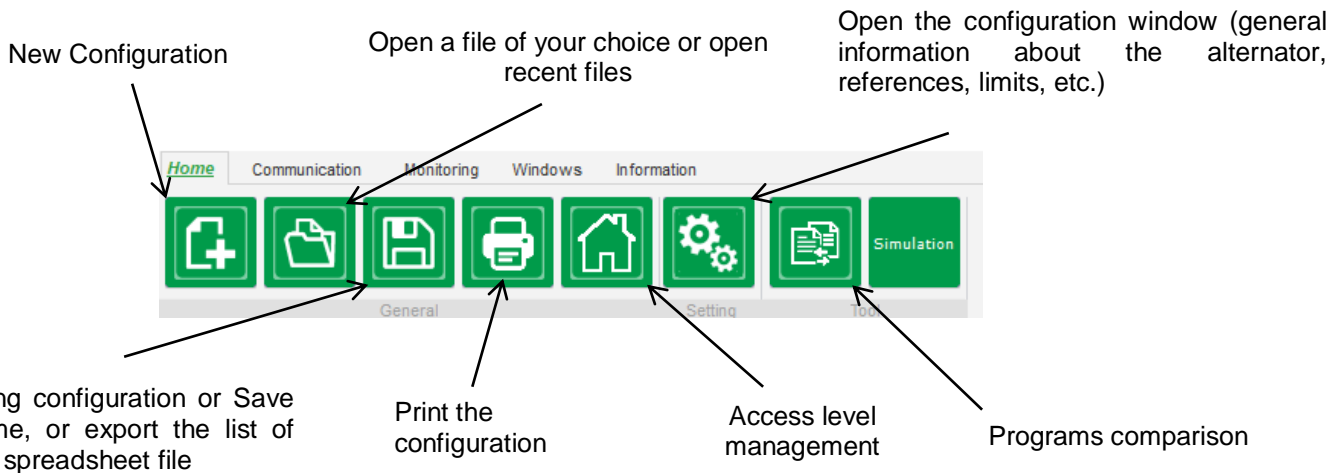 Open the configuration window (general
information about the alternator,
references, limits, etc.)
Open a file of your choice or open
recent files
New Configuration
Home Communication Monitoring Windows Information
Simulation
General Setting Tool
configuration or Save
or export the list of
spreadsheet file
Print the
configuration
Access level
management
Programs comparison